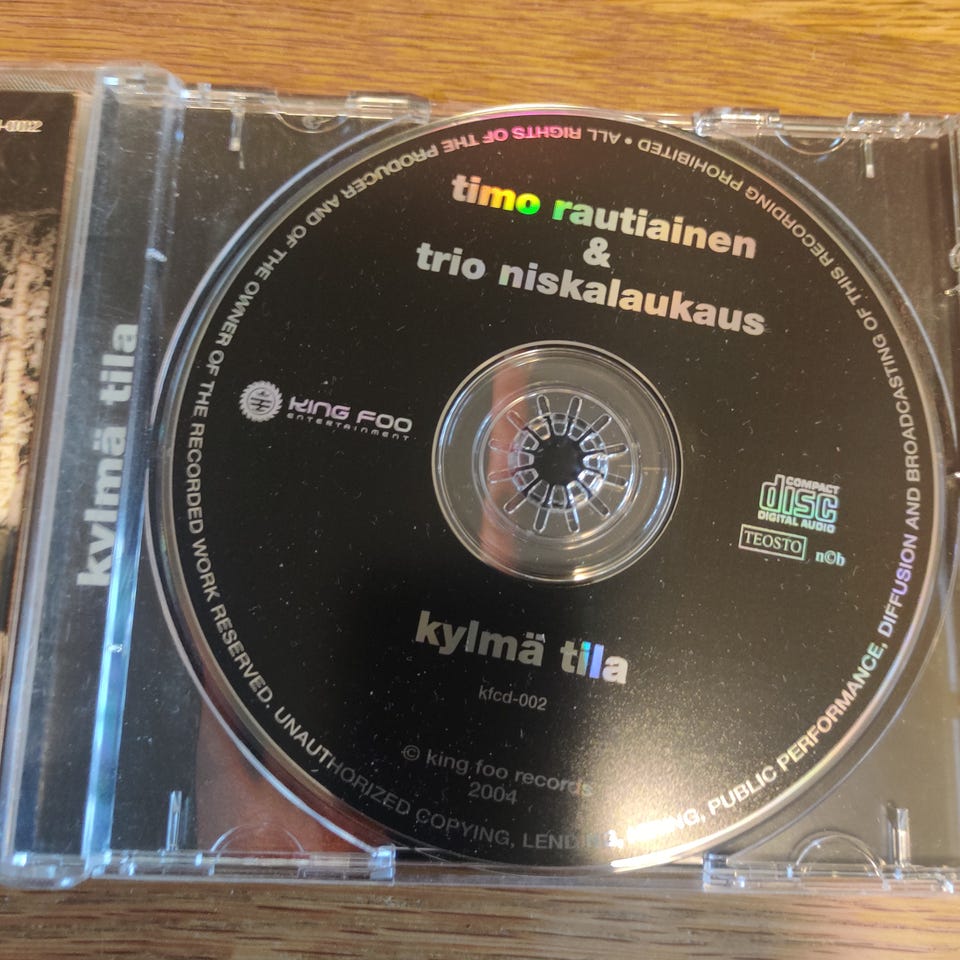 -0022
kylmä tila
timo rautiainen
&
trio niskalaukaus
KING FOO
ENTERTAINMENT
COMPACT
disc
DIGITAL AUDIO
TEOSTO n©b
kylmä tila
kfcd-002
© king foo records
2004
ALL RIGHTS OF THE PRODUCER AND OF THE OWNER OF THE RECORDED WORK RESERVED. UNAUTHORIZED COPYING, PUBLIC PERFORMANCE, DIFFUSION AND BROADCASTING OF THIS RECORDING PROHIBITED •